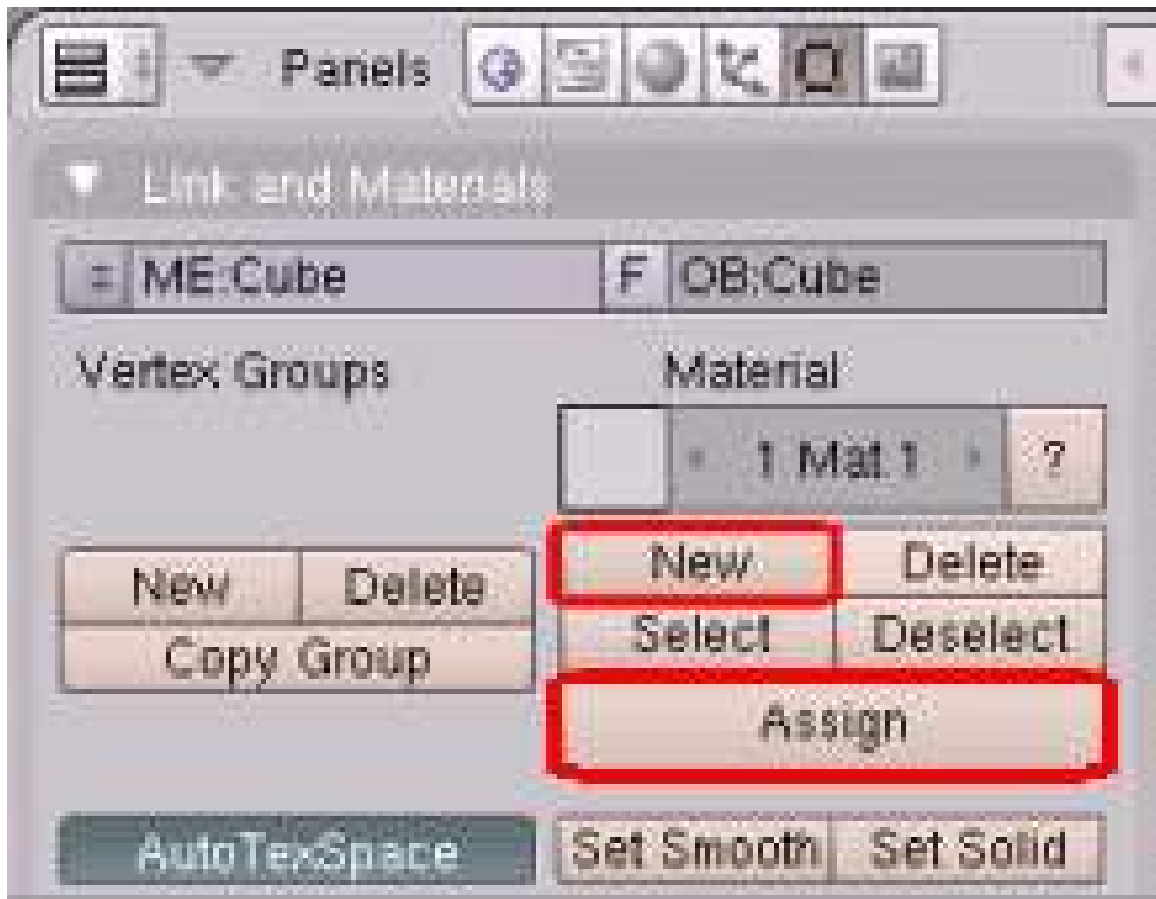 Panels
Link and Materials
ME:Cube F OB:Cube
Vertex Groups Material
1 Mat 1 ?
New Delete New Delete
Copy Group Select Deselect
Assign
AutoTexSpace Set Smooth Set Solid